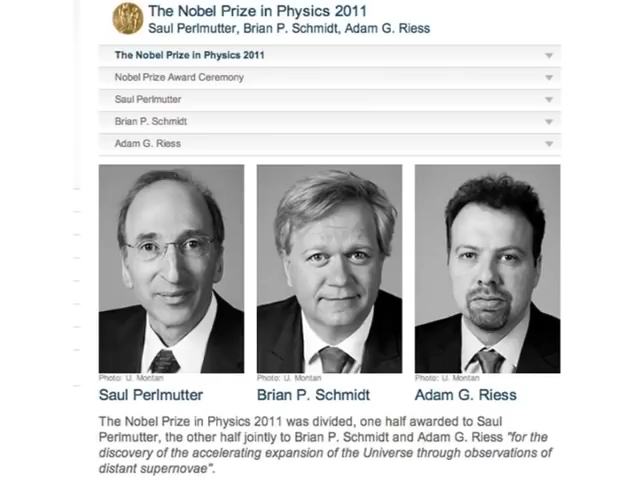 The Nobel Prize in Physics 2011
Saul Perlmutter, Brian P. Schmidt, Adam G. Riess
The Nobel Prize in Physics 2011
Nobel Prize Award Ceremony
Saul Perlmutter
Brian P. Schmidt
Adam G. Riess
Photo: U. Montan
Photo: U. Montan
Photo: U. Montan
Saul Perlmutter
Brian P. Schmidt
Adam G. Riess
The Nobel Prize in Physics 2011 was divided, one half awarded to Saul
Perlmutter, the other half jointly to Brian P. Schmidt and Adam G. Riess "for the
discovery of the accelerating expansion of the Universe through observations of
distant supernovae".